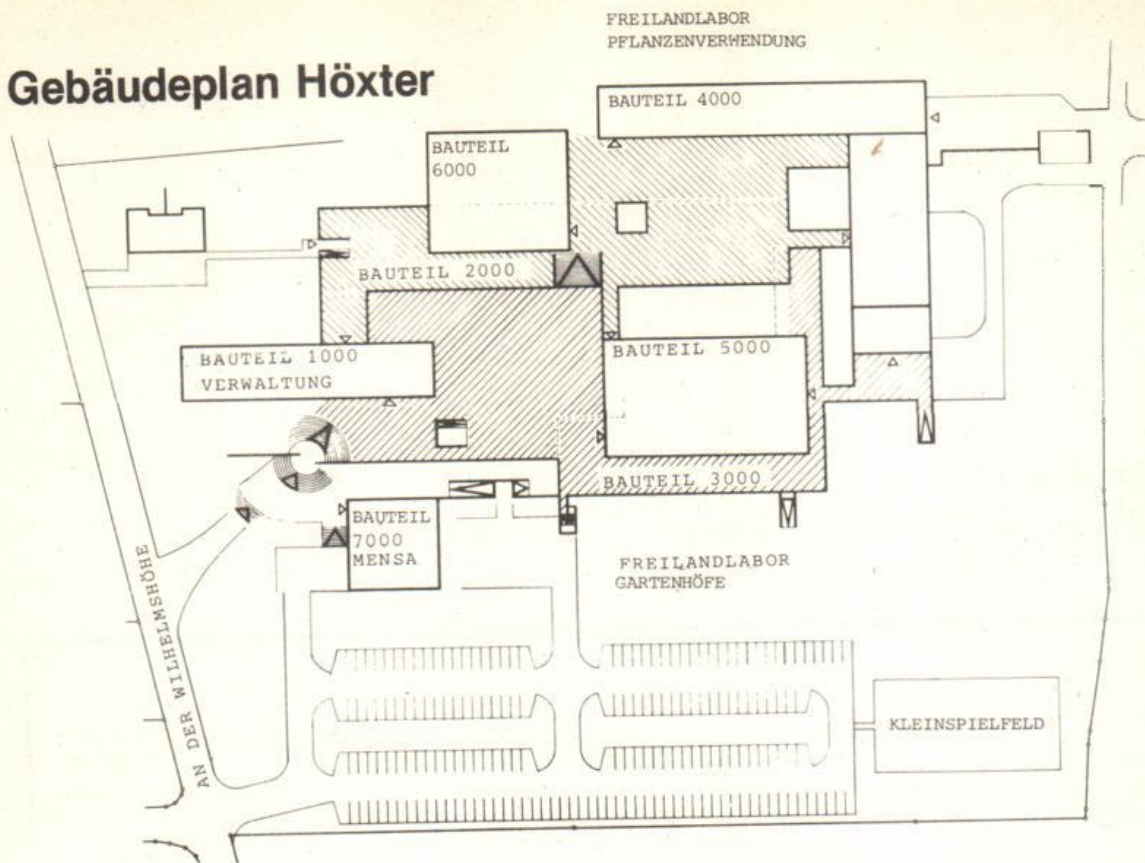 FREILANDLABOR
PFLANZENVERWENDUNG
Gebäudeplan Höxter
BAUTEIL 4000
BAUTEIL
6000
BAUTEIL 2000
BAUTEIL 1000
VERWALTUNG
BAUTEIL 5000
BAUTEIL 3000
BAUTEIL
7000
MENSA
FREILANDLABOR
GARTENHÖFE
AN DER WILHELMSHÖHE
KLEINSPIELFELD